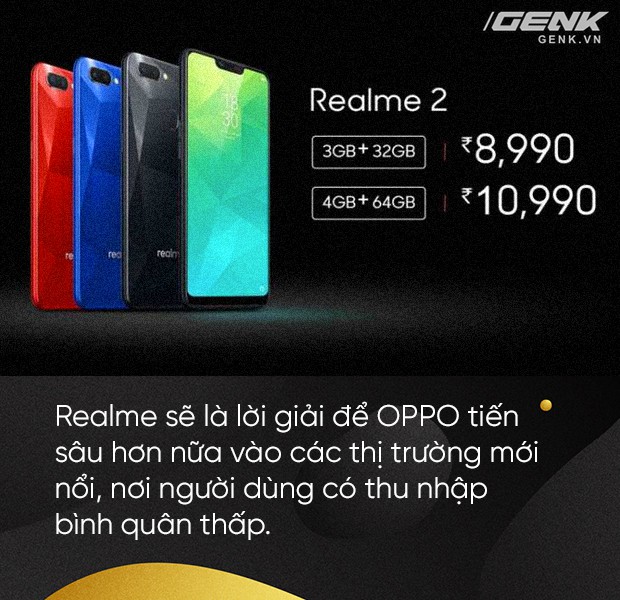 GENK
GENK.VN
Realme 2
3GB+32GB | ₹8,990
4GB+64GB | ₹10,990
18
30
realme
realm
re
Realme sẽ là lời giải để OPPO tiến
sâu hơn nữa vào các thị trường mới
nổi, nơi người dùng có thu nhập
bình quân thấp.